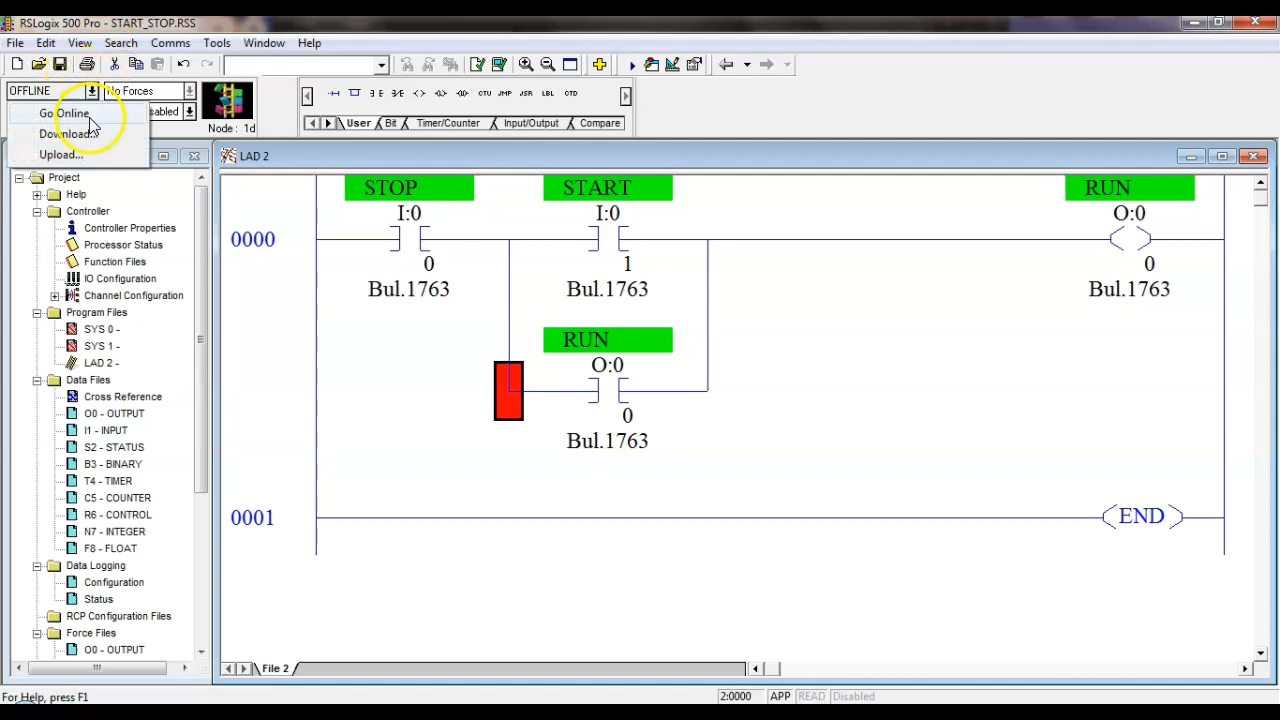 RSLogix 500 Pro - START_STOP.RSS
File Edit View Search Comms Tools Window Help
OFFLINE No Forces
Go Online
abled
Download...
Upload...
Node : 1d
User Bit Timer/Counter Input/Output Compare
JMP JSR LBL CTD
LAD 2
Project
Help
Controller
Controller Properties
Processor Status
Function Files
IO Configuration
Channel Configuration
Program Files
SYS 0 -
SYS 1 -
LAD 2 -
Data Files
Cross Reference
O0 - OUTPUT
I1 - INPUT
S2 - STATUS
B3 - BINARY
T4 - TIMER
C5 - COUNTER
R6 - CONTROL
N7 - INTEGER
F8 - FLOAT
Data Logging
Configuration
Status
RCP Configuration Files
Force Files
O0 - OUTPUT
STOP START RUN
I:0 I:0 O:0
0000
0 1 0
Bul.1763 Bul.1763 Bul.1763
RUN
O:0
0
Bul.1763
0001 END
File 2
For Help, press F1
2:0000 APP READ Disabled